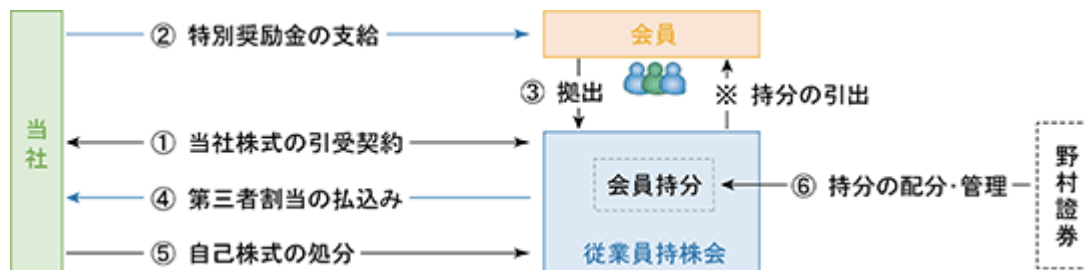 ② 特別奨励金の支給
会員
③ 拠出
※ 持分の引出
当社
① 当社株式の引受契約
会員持分
⑥ 持分の配分・管理
野村證券
④ 第三者割当の払込み
⑤ 自己株式の処分
従業員持株会